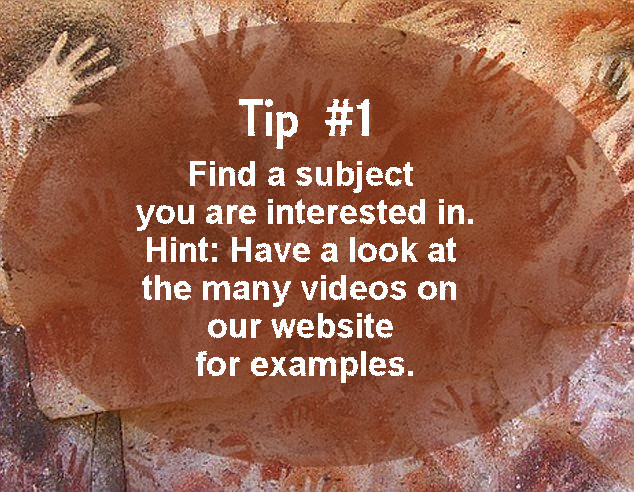 Tip #1
Find a subject
you are interested in.
Hint: Have a look at
the many videos on
our website
for examples.